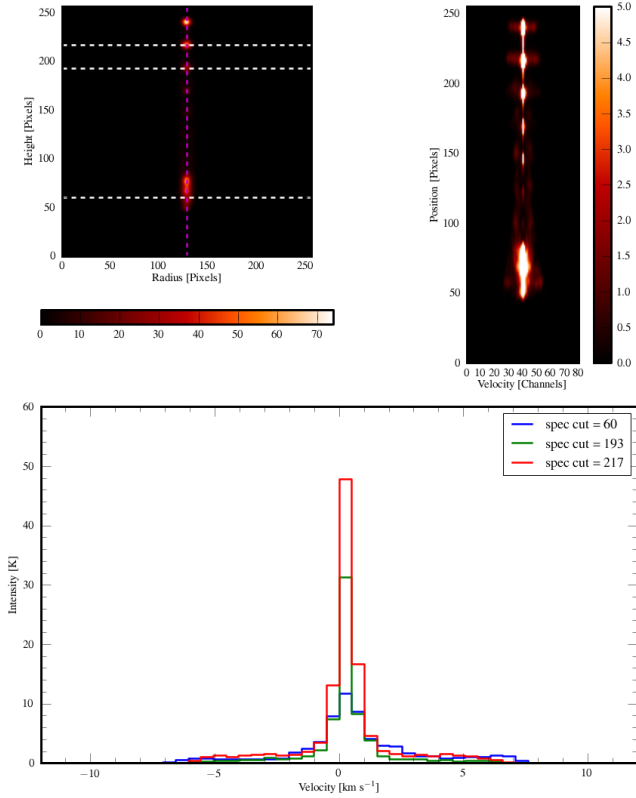 250
200
150
100
50
0
Height [Pixels]
0 50 100 150 200 250
Radius [Pixels]
0 10 20 30 40 50 60 70
250
200
150
100
50
0
Position [Pixels]
0 10 20 30 40 50 60 70 80
Velocity [Channels]
5.0
4.5
4.0
3.5
3.0
2.5
2.0
1.5
1.0
0.5
0.0
60
50
40
30
20
10
0
Intensity [K]
spec cut = 60
spec cut = 193
spec cut = 217
−10 −5 0 5 10
Velocity [km s⁻¹]